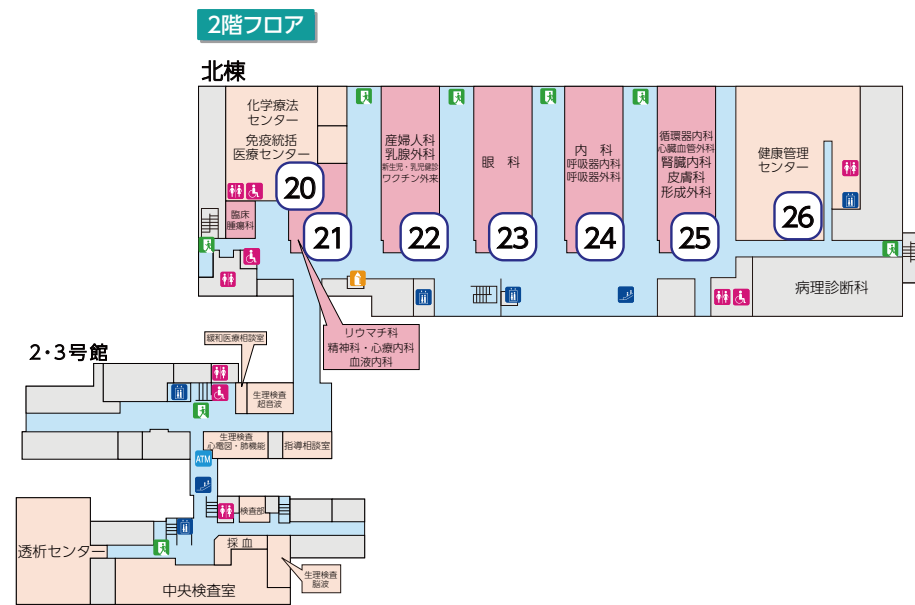 2階フロア
北棟
化学療法
センター
免疫統括
医療センター
20
臨床
腫瘍科
21
産婦人科
乳腺外科
新生児・乳児健診
ワクチン外来
22
眼 科
23
内 科
呼吸器内科
呼吸器外科
24
循環器内科
心臓血管外科
腎臓内科
皮膚科
形成外科
25
健康管理
センター
26
病理診断科
リウマチ科
精神科・心療内科
血液内科
2・3号館
緩和医療相談室
生理検査
超音波
生理検査
心電図・肺機能
指導相談室
ATM
検査部
採 血
透析センター
中央検査室
生理検査
脳波